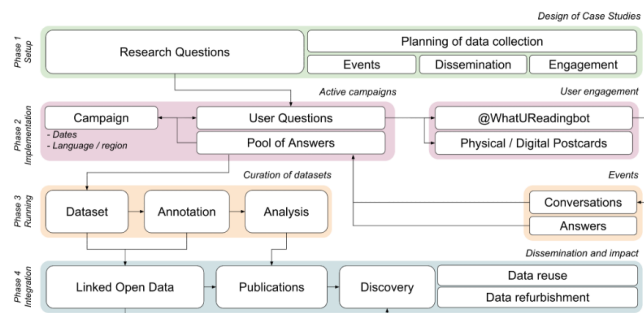 Design of Case Studies
Phase 1
Setup
Research Questions
Planning of data collection
Events
Dissemination
Engagement
Active campaigns
User engagement
Phase 2
Implementation
Campaign
- Dates
- Language / region
User Questions
Pool of Answers
@WhatUReadingbot
Physical / Digital Postcards
Curation of datasets
Events
Phase 3
Running
Dataset
Annotation
Analysis
Conversations
Answers
Dissemination and impact
Phase 4
Integration
Linked Open Data
Publications
Discovery
Data reuse
Data refurbishment